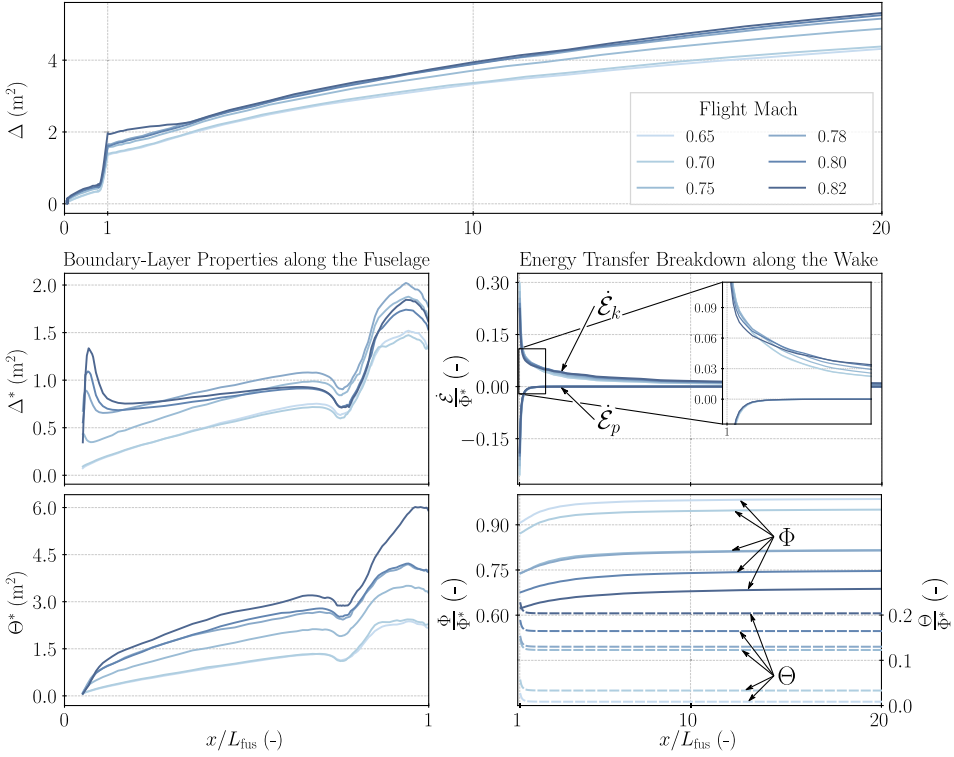 4
2
0
Δ (m²)
Flight Mach
0.65 0.78
0.70 0.80
0.75 0.82
0 1 10 20
Boundary-Layer Properties along the Fuselage
2.0
1.5
1.0
0.5
0.0
Δ* (m²)
Energy Transfer Breakdown along the Wake
0.30
0.15
0.00
−0.15
Ė/Φ* (-)
Ė_k
Ė_p
0.09
0.06
0.03
0.00
1
6.0
4.5
3.0
1.5
0.0
Θ* (m²)
0 1
x/L_fus (-)
0.90
0.75
0.60
Φ/Φ* (-)
Φ
Θ
0.2
0.1
0.0
Θ/Φ* (-)
1 10 20
x/L_fus (-)